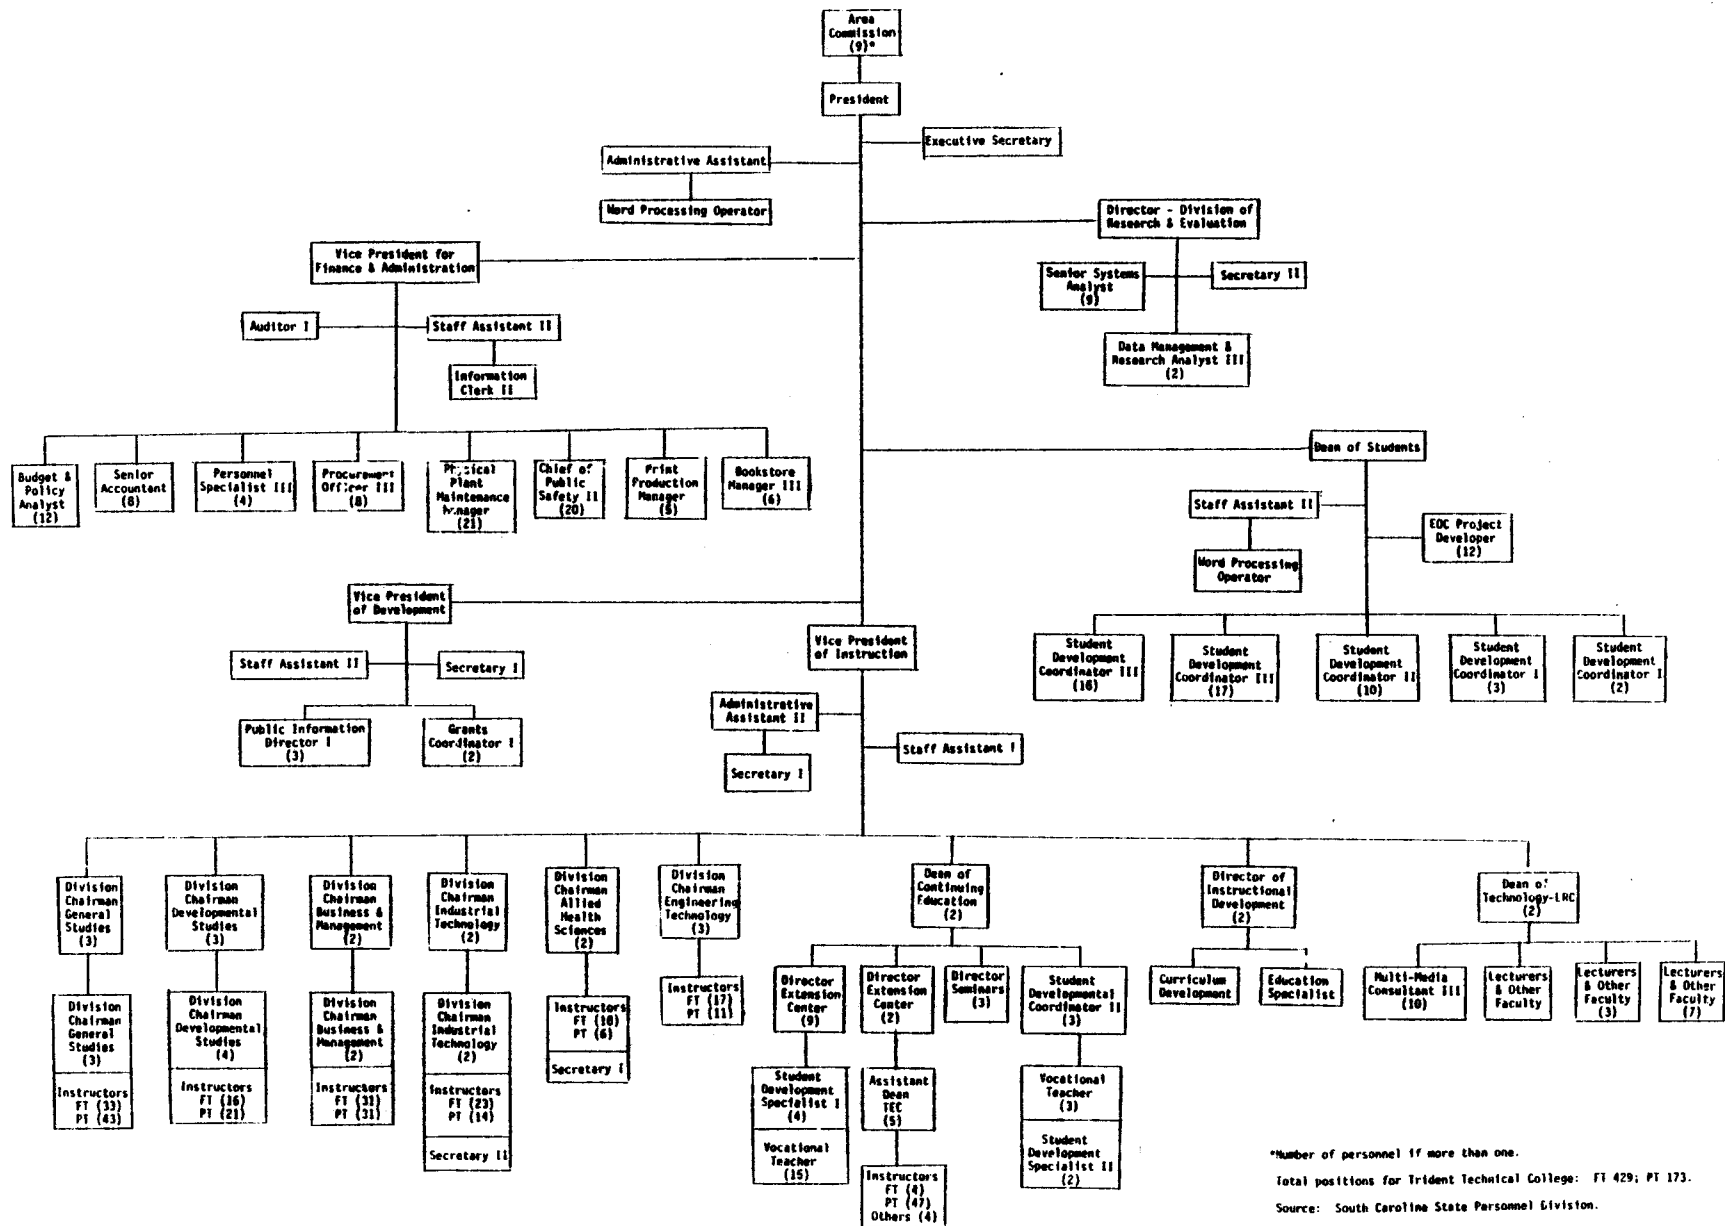 Area
Commission
(9)*
President
Executive Secretary
Administrative Assistant
Word Processing Operator
Director - Division of
Research & Evaluation
Senior Systems
Analyst
(9)
Secretary II
Data Management &
Research Analyst III
(2)
Vice President for
Finance & Administration
Auditor I
Staff Assistant II
Information
Clerk II
Budget &
Policy
Analyst
(12)
Senior
Accountant
(8)
Personnel
Specialist III
(4)
Procurement
Officer III
(8)
Physical
Plant
Maintenance
Manager
(21)
Chief of
Public
Safety II
(20)
Print
Production
Manager
(5)
Bookstore
Manager III
(6)
Dean of Students
Staff Assistant II
Word Processing
Operator
EOC Project
Developer
(12)
Student
Development
Coordinator III
(16)
Student
Development
Coordinator III
(17)
Student
Development
Coordinator II
(10)
Student
Development
Coordinator I
(3)
Student
Development
Coordinator I
(2)
Vice President
of Development
Staff Assistant II
Secretary I
Public Information
Director I
(3)
Grants
Coordinator I
(2)
Vice President
of Instruction
Administrative
Assistant II
Secretary I
Staff Assistant I
Division
Chairman
General
Studies
(3)
Division
Chairman
General
Studies
(3)
Instructors
FT (33)
PT (43)
Division
Chairman
Developmental
Studies
(3)
Division
Chairman
Developmental
Studies
(4)
Instructors
FT (16)
PT (21)
Division
Chairman
Business &
Management
(2)
Division
Chairman
Business &
Management
(2)
Instructors
FT (31)
PT (31)
Division
Chairman
Industrial
Technology
(2)
Division
Chairman
Industrial
Technology
(2)
Instructors
FT (23)
PT (14)
Secretary II
Division
Chairman
Allied
Health
Sciences
(2)
Instructors
FT (18)
PT (6)
Secretary I
Division
Chairman
Engineering
Technology
(3)
Instructors
FT (17)
PT (11)
Dean of
Continuing
Education
(2)
Director
Extension
Center
(9)
Student
Development
Specialist I
(4)
Vocational
Teacher
(15)
Director
Extension
Center
(2)
Assistant
Dean
TEC
(5)
Instructors
FT (4)
PT (47)
Others (4)
Director
Seminars
(3)
Student
Developmental
Coordinator II
(3)
Vocational
Teacher
(3)
Student
Development
Specialist II
(2)
Director of
Instructional
Development
(2)
Curriculum
Development
Education
Specialist
Dean of
Technology-LRC
(2)
Multi-Media
Consultant III
(10)
Lecturers
& Other
Faculty
Lecturers
& Other
Faculty
(3)
Lecturers
& Other
Faculty
(7)
*Number of personnel if more than one.
Total positions for Trident Technical College: FT 429; PT 173.
Source: South Carolina State Personnel Division.